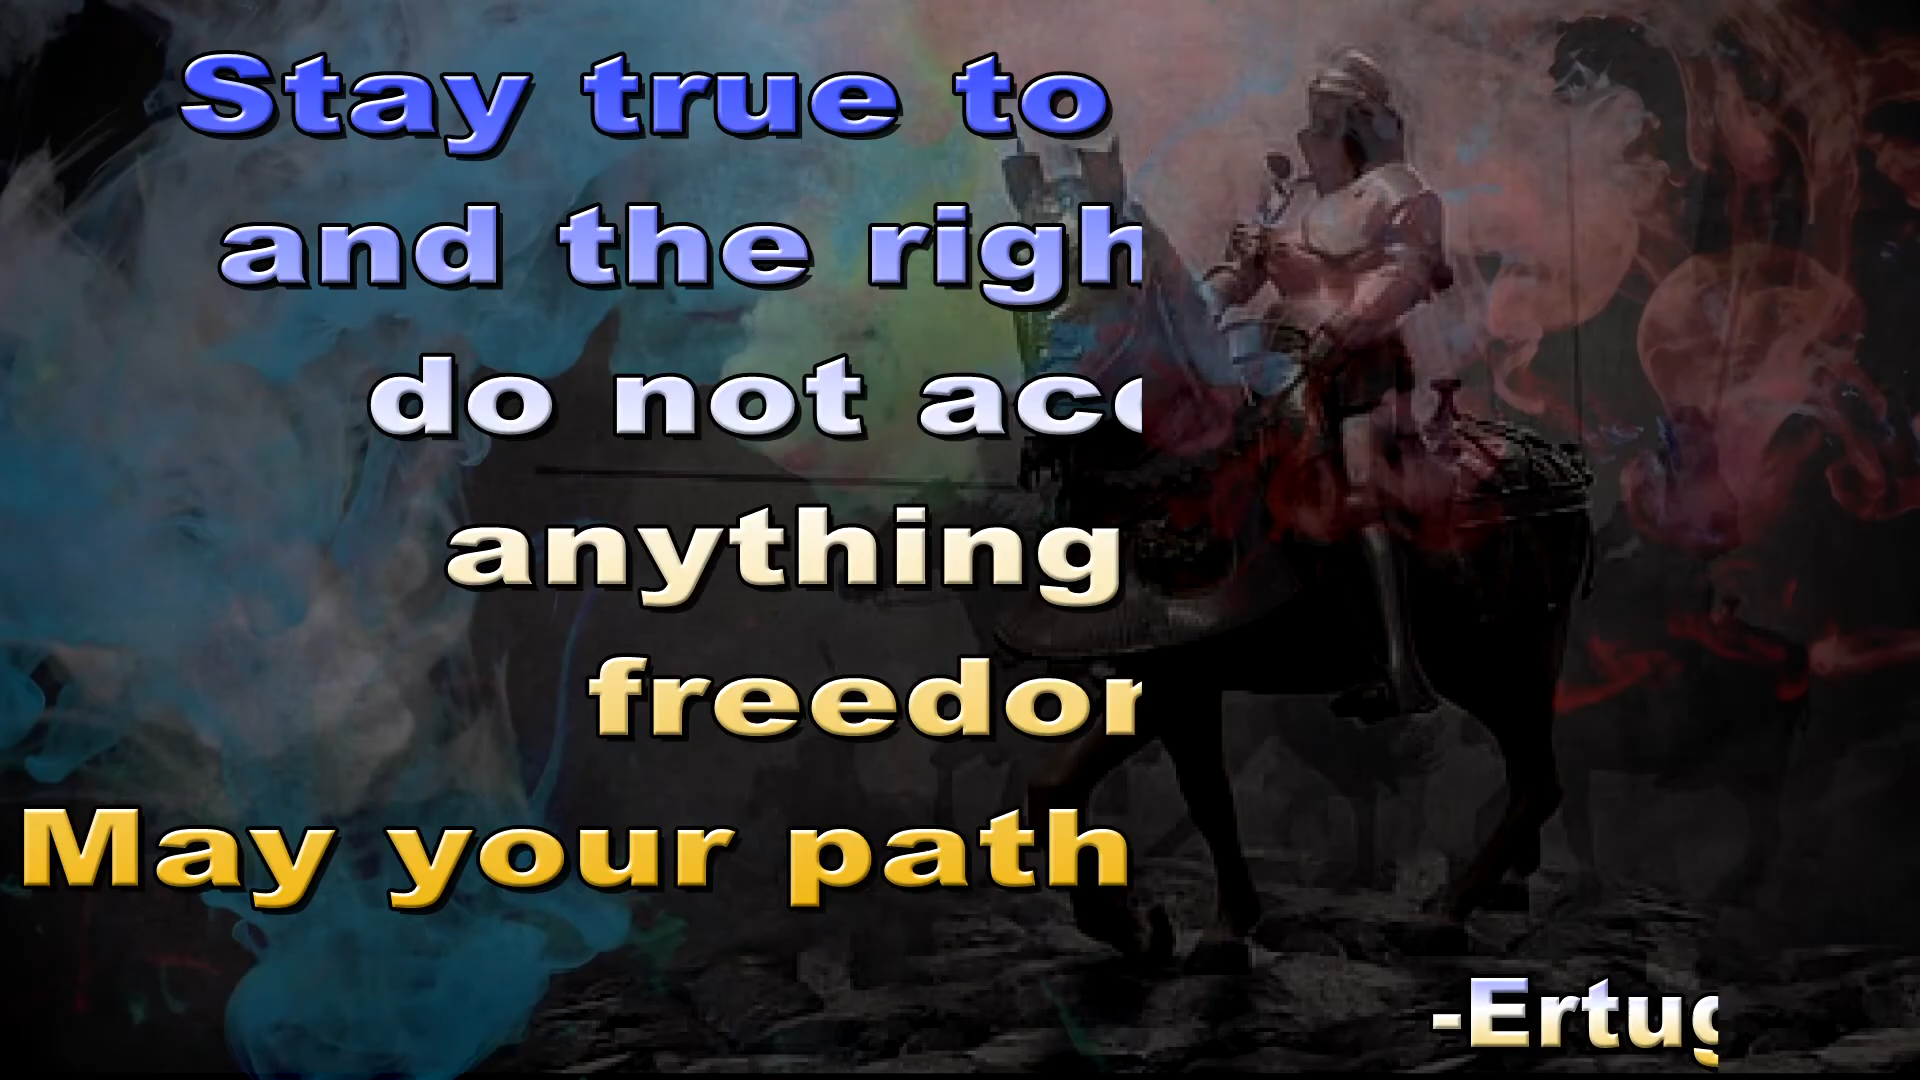 Stay true to
and the righ
do not acc
anything
freedor
May your path
-Ertug